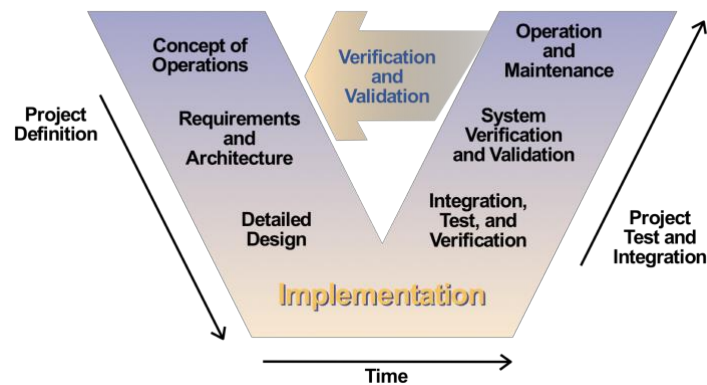 Concept of
Operations
Verification
and
Validation
Operation
and
Maintenance
Project
Definition
Requirements
and
Architecture
System
Verification
and Validation
Detailed
Design
Integration,
Test, and
Verification
Project
Test and
Integration
Implementation
Time